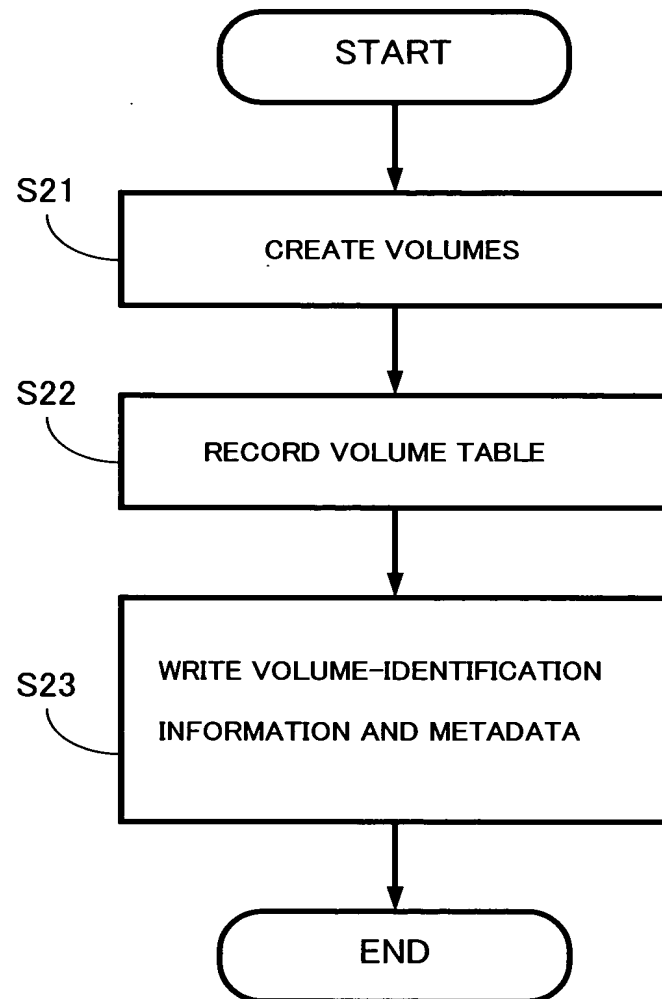 START
S21
CREATE VOLUMES
S22
RECORD VOLUME TABLE
S23
WRITE VOLUME-IDENTIFICATION
INFORMATION AND METADATA
END